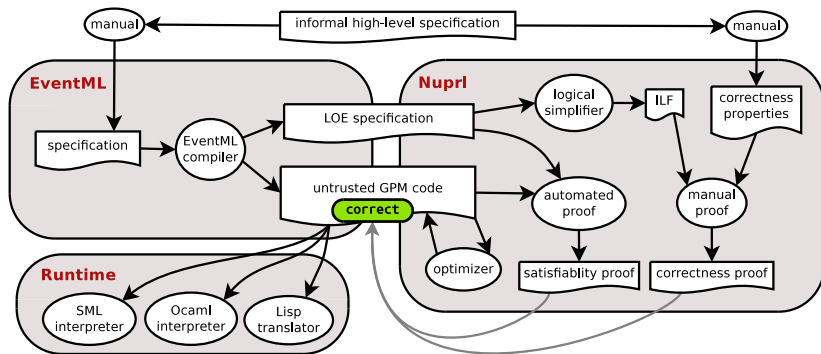 manual
informal high-level specification
manual
EventML
Nuprl
specification
EventML
compiler
LOE specification
logical
simplifier
ILF
correctness
properties
untrusted GPM code
correct
automated
proof
manual
proof
optimizer
satisfiablity proof
correctness proof
Runtime
SML
interpreter
Ocaml
interpreter
Lisp
translator